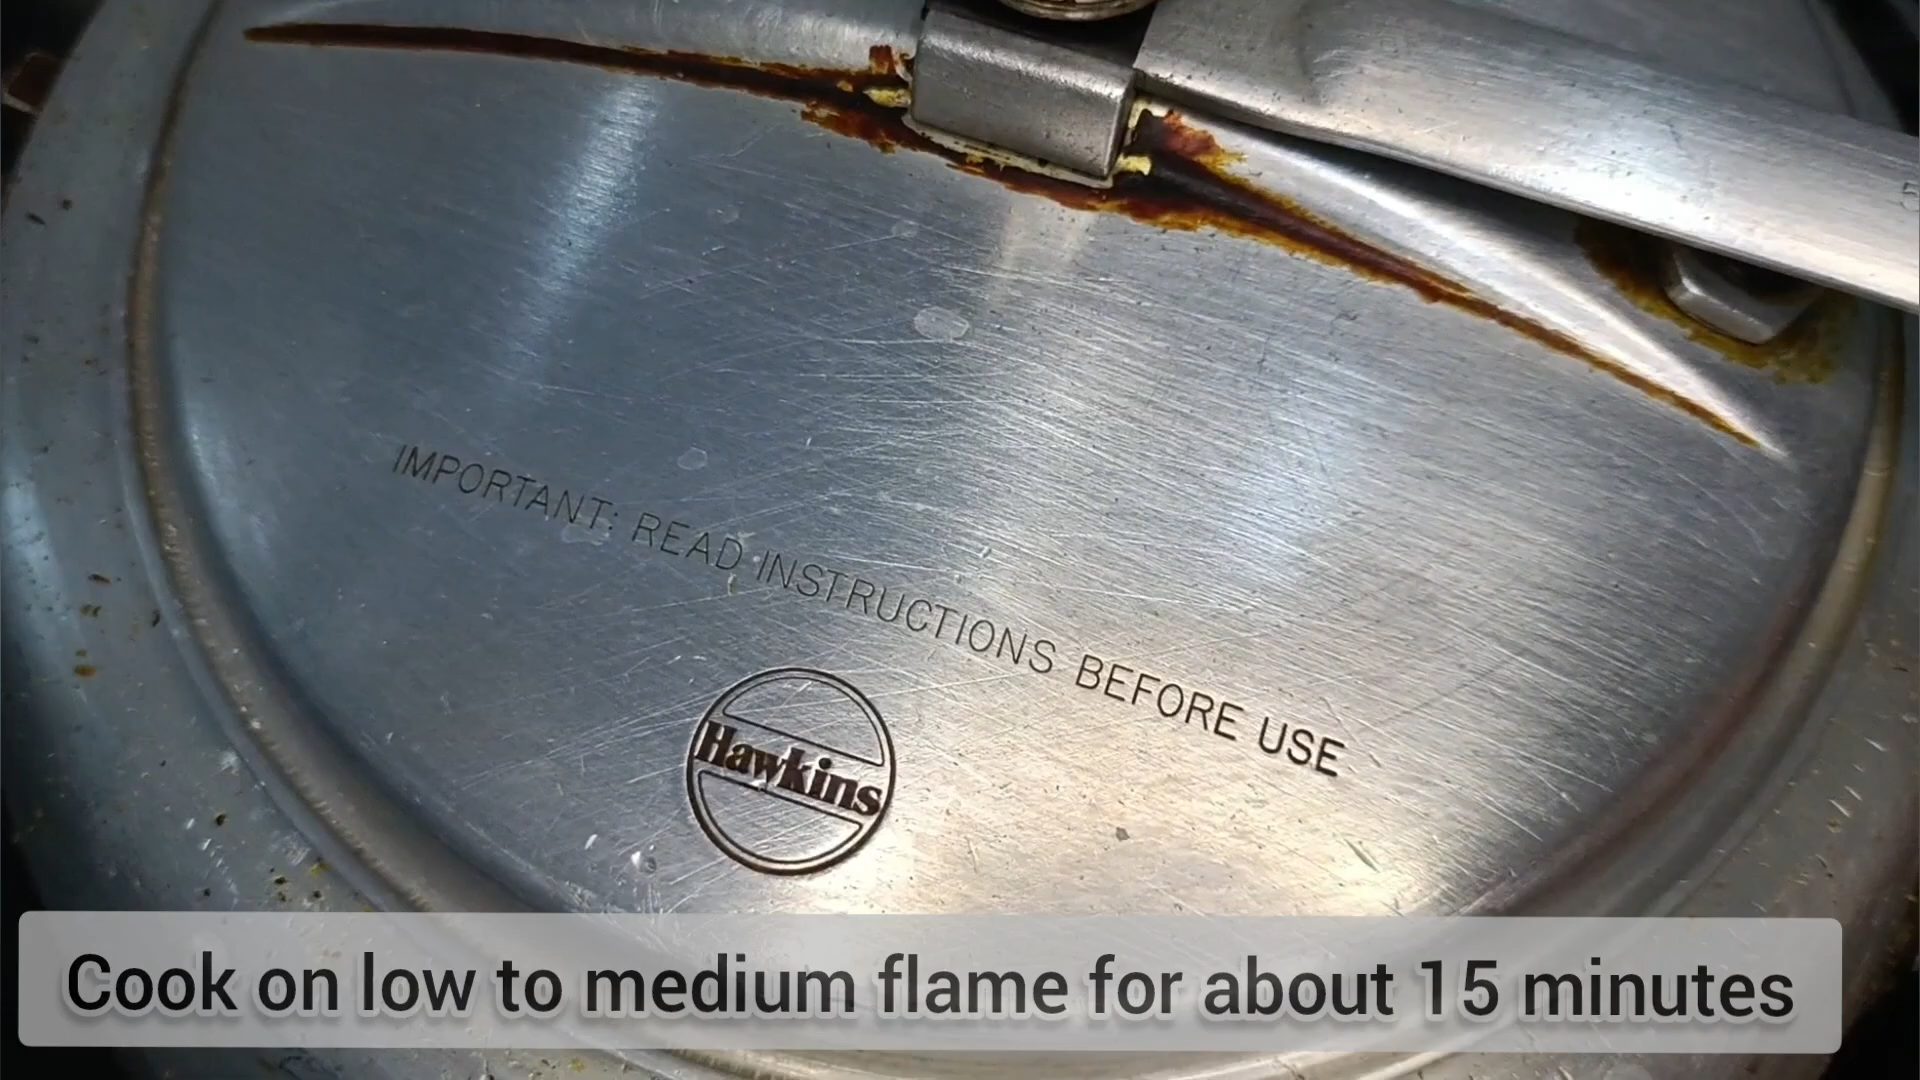 IMPORTANT: READ INSTRUCTIONS BEFORE USE
Hawkins
Cook on low to medium flame for about 15 minutes